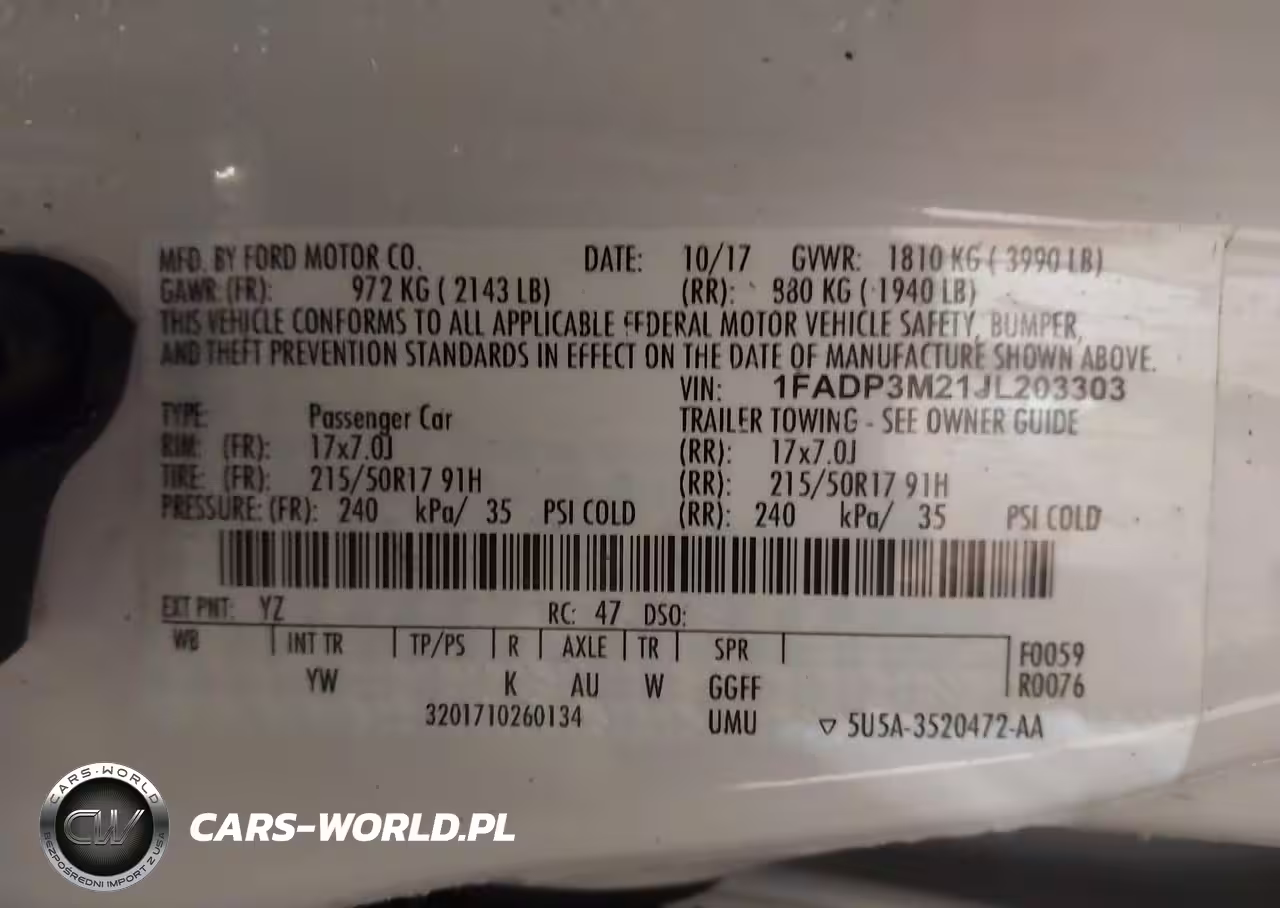 MFD. BY FORD MOTOR CO. DATE: 10/17 GVWR: 1810 KG ( 3990 LB)
GAWR: (FR): 972 KG ( 2143 LB) (RR): 880 KG ( 1940 LB)
THIS VEHICLE CONFORMS TO ALL APPLICABLE FEDERAL MOTOR VEHICLE SAFETY, BUMPER,
AND THEFT PREVENTION STANDARDS IN EFFECT ON THE DATE OF MANUFACTURE SHOWN ABOVE.
VIN: 1FADP3M21JL203303
TYPE: Passenger Car TRAILER TOWING - SEE OWNER GUIDE
RIM: (FR): 17x7.0J (RR): 17x7.0J
TIRE: (FR): 215/50R17 91H (RR): 215/50R17 91H
PRESSURE: (FR): 240 kPa/ 35 PSI COLD (RR): 240 kPa/ 35 PSI COLD
EXT PNT: YZ RC: 47 DSO:
WB INT TR TP/PS R AXLE TR SPR F0059
YW K AU W GGFF R0076
3201710260134 UMU ▽ 5U5A-3520472-AA
CARS-WORLD
CW
BEZPOŚREDNI IMPORT Z USA
CARS-WORLD.PL